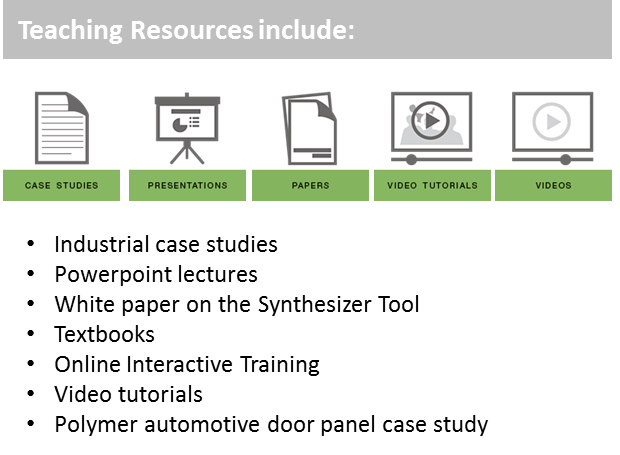 Teaching Resources include:
CASE STUDIES
PRESENTATIONS
PAPERS
VIDEO TUTORIALS
VIDEOS
• Industrial case studies
• Powerpoint lectures
• White paper on the Synthesizer Tool
• Textbooks
• Online Interactive Training
• Video tutorials
• Polymer automotive door panel case study